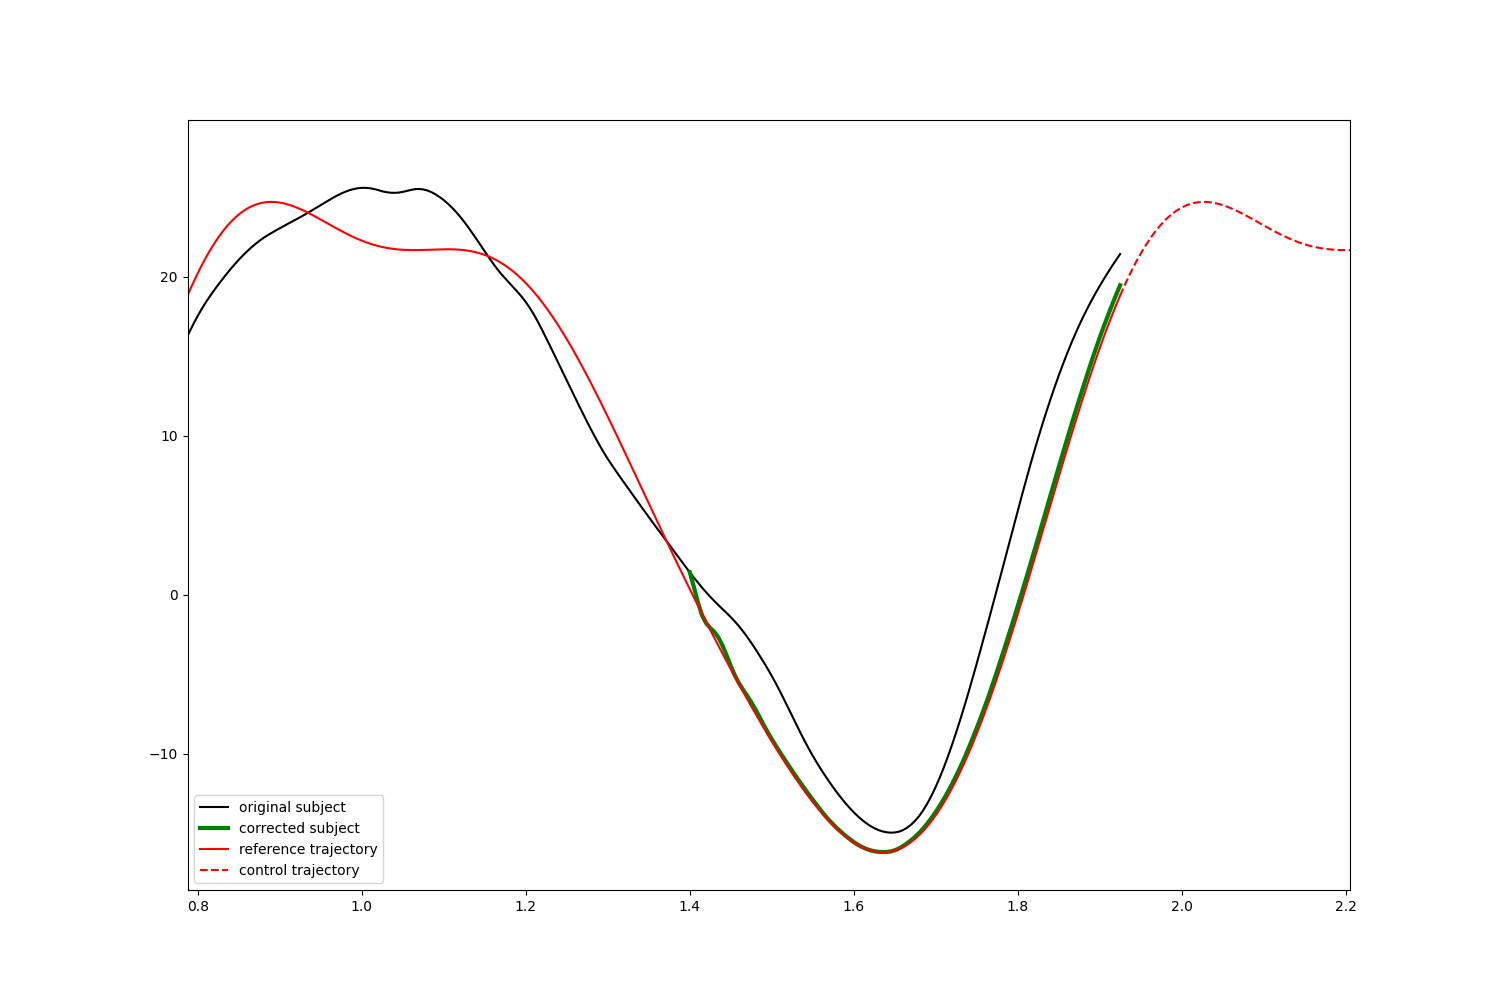 20
10
0
−10
original subject
corrected subject
reference trajectory
control trajectory
0.8 1.0 1.2 1.4 1.6 1.8 2.0 2.2